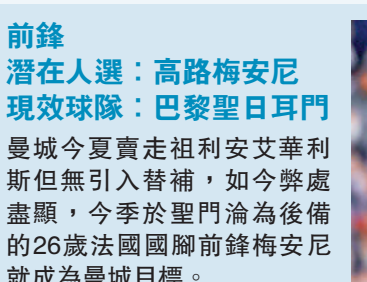 前鋒
潛在人選：高路梅安尼
現效球隊：巴黎聖日耳門
曼城今夏賣走祖利安艾華利
斯但無引入替補，如今弊處
盡顯，今季於聖門淪為後備
的26歲法國國腳前鋒梅安尼
就成為曼城目標。